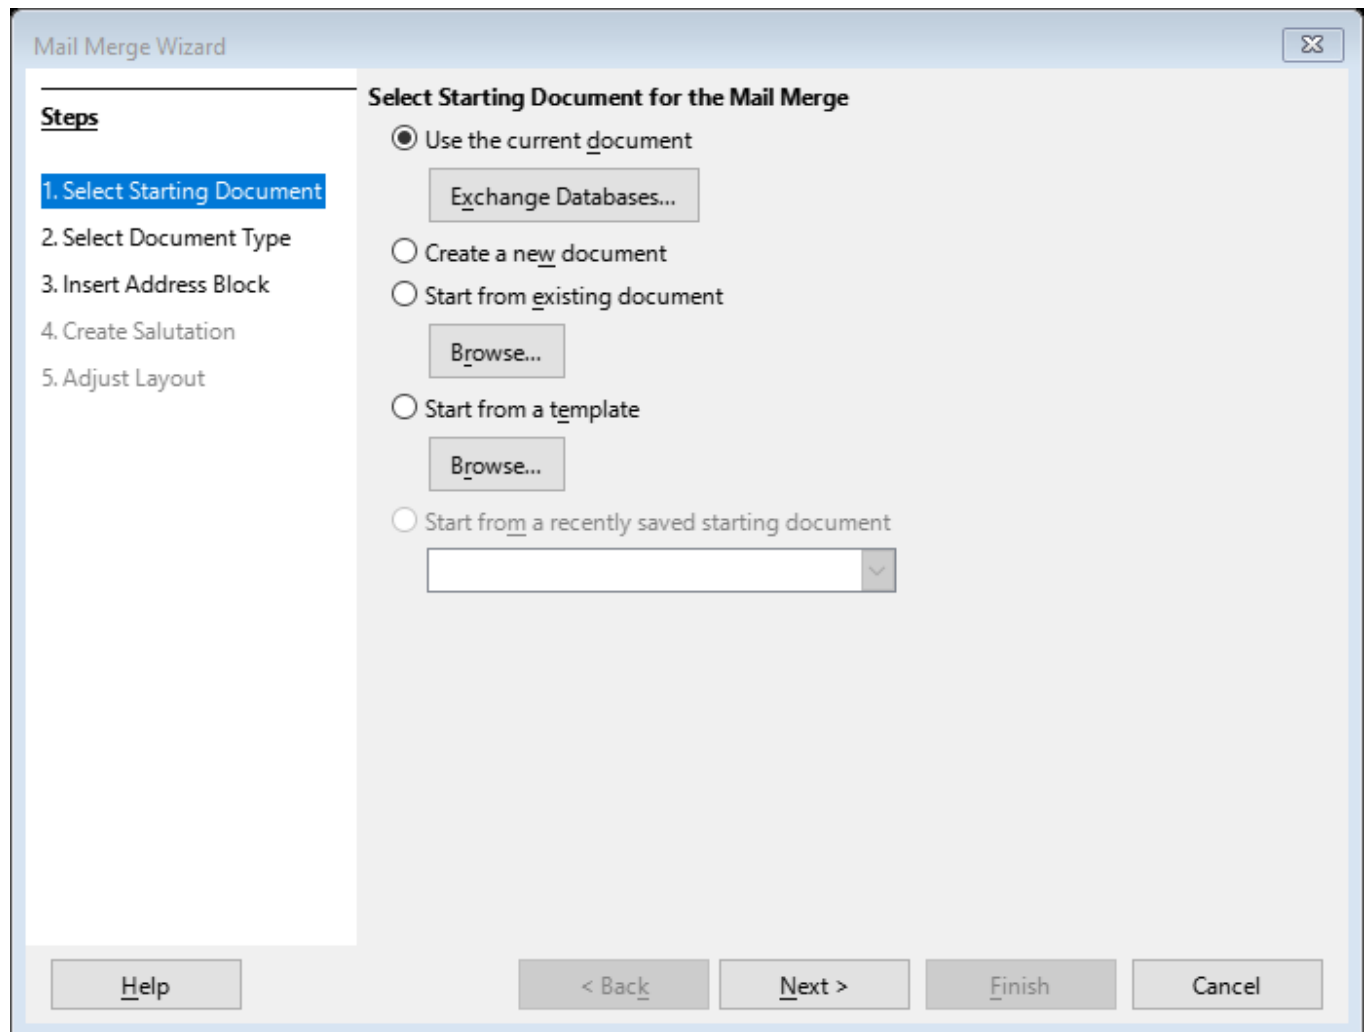 Mail Merge Wizard
Steps
1. Select Starting Document
2. Select Document Type
3. Insert Address Block
4. Create Salutation
5. Adjust Layout
Select Starting Document for the Mail Merge
Use the current document
Exchange Databases...
Create a new document
Start from existing document
Browse...
Start from a template
Browse...
Start from a recently saved starting document
Help
< Back
Next >
Finish
Cancel